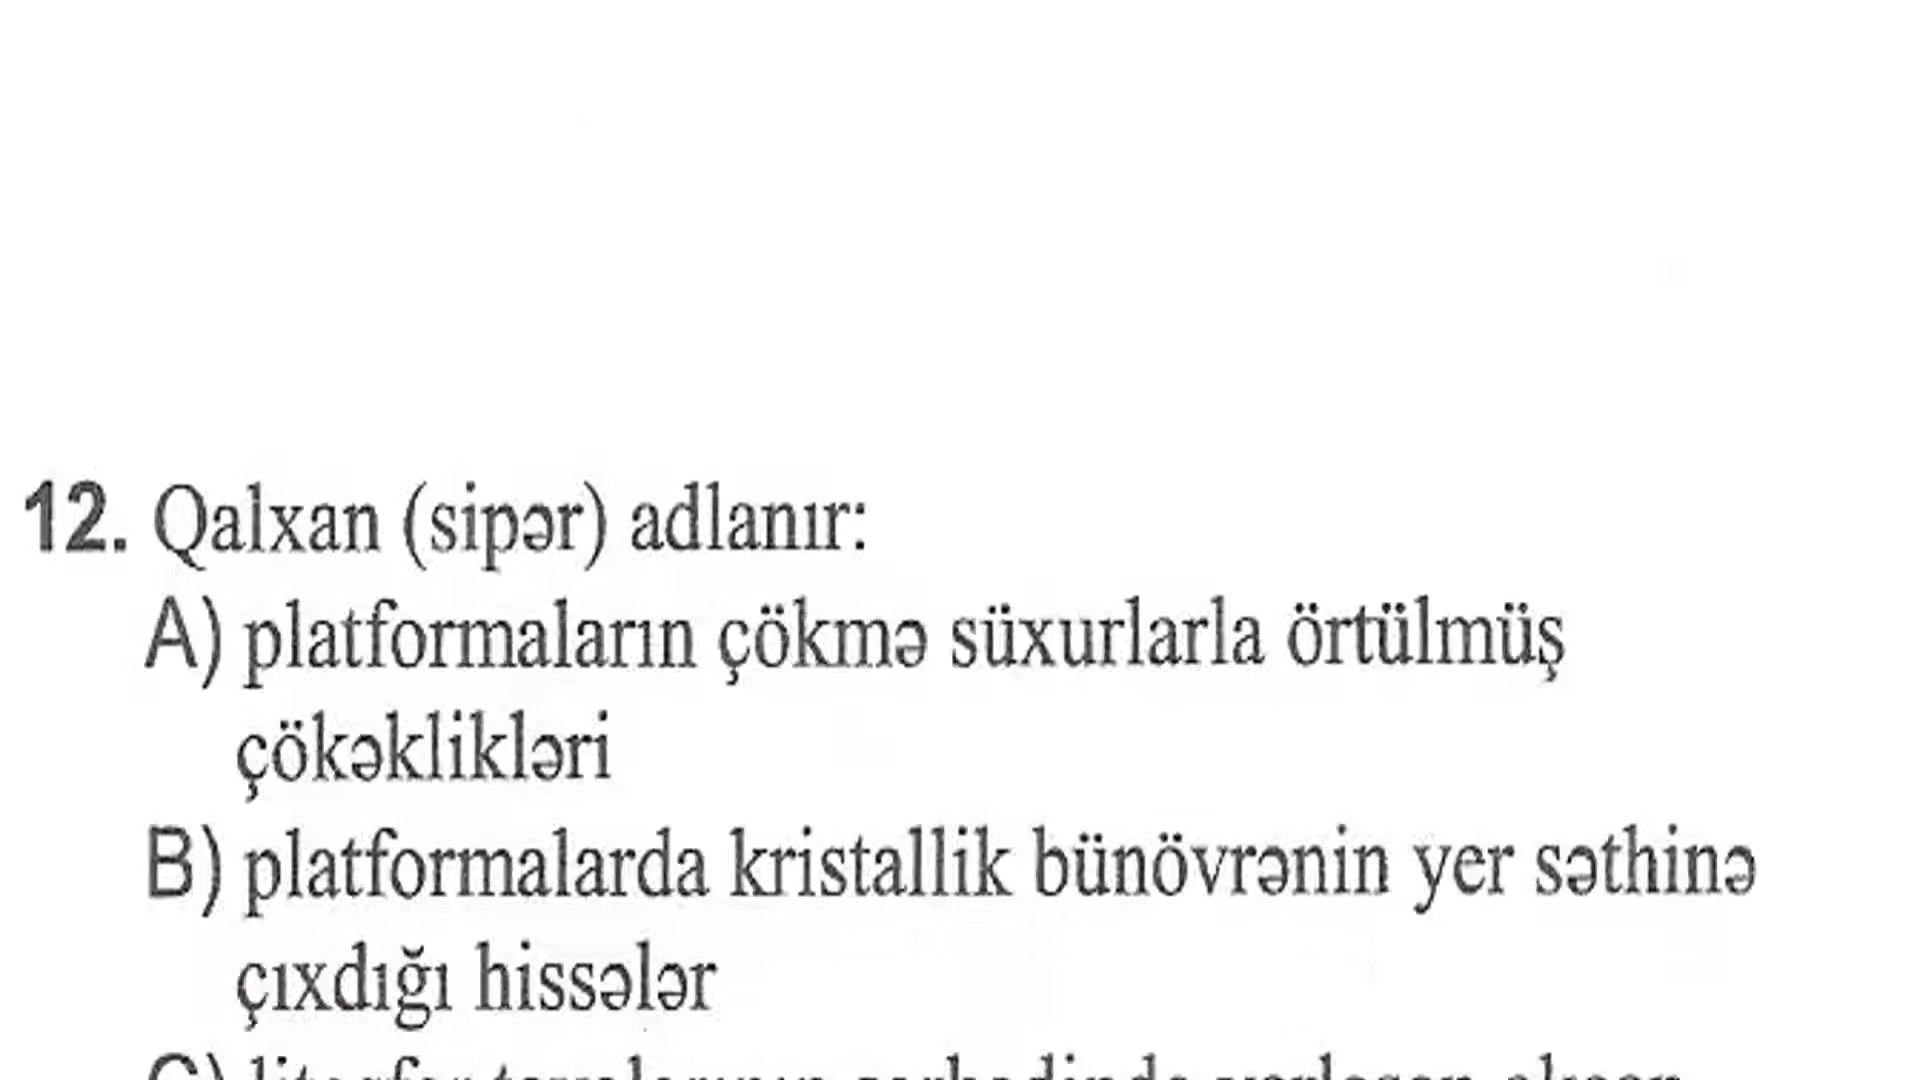 12. Qalxan (sipər) adlanır:
A) platformaların çökmə süxurlarla örtülmüş
çökəklikləri
B) platformalarda kristallik bünövrənin yer səthinə
çıxdığı hissələr